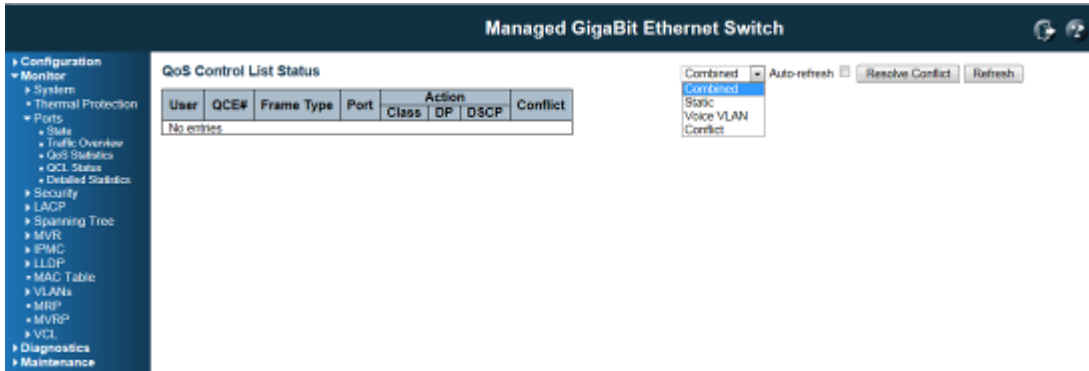 Managed GigaBit Ethernet Switch
Configuration
Monitor
System
Thermal Protection
Ports
State
Traffic Overview
QoS Statistics
QCL Status
Detailed Statistics
Security
LACP
Spanning Tree
MVR
IPMC
LLDP
MAC Table
VLANs
MRP
MVRP
VCL
Diagnostics
Maintenance
QoS Control List Status
Combined Auto-refresh Resolve Conflict Refresh
Combined
Static
Voice VLAN
Conflict
User QCE# Frame Type Port Action Conflict
Class DP DSCP
No entries